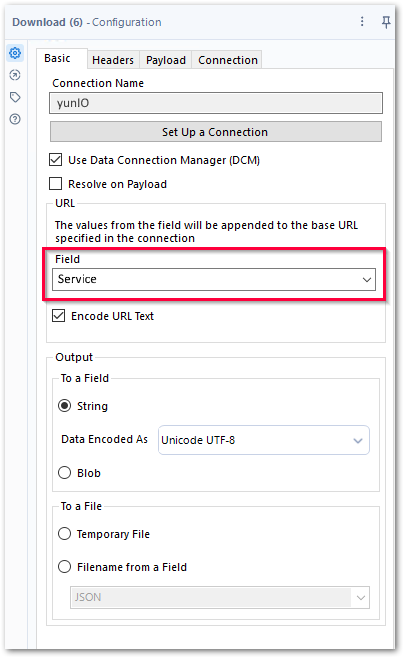 Download (6) - Configuration
Basic Headers Payload Connection
Connection Name
yunIO
Set Up a Connection
Use Data Connection Manager (DCM)
Resolve on Payload
URL
The values from the field will be appended to the base URL
specified in the connection
Field
Service
Encode URL Text
Output
To a Field
String
Data Encoded As Unicode UTF-8
Blob
To a File
Temporary File
Filename from a Field
JSON